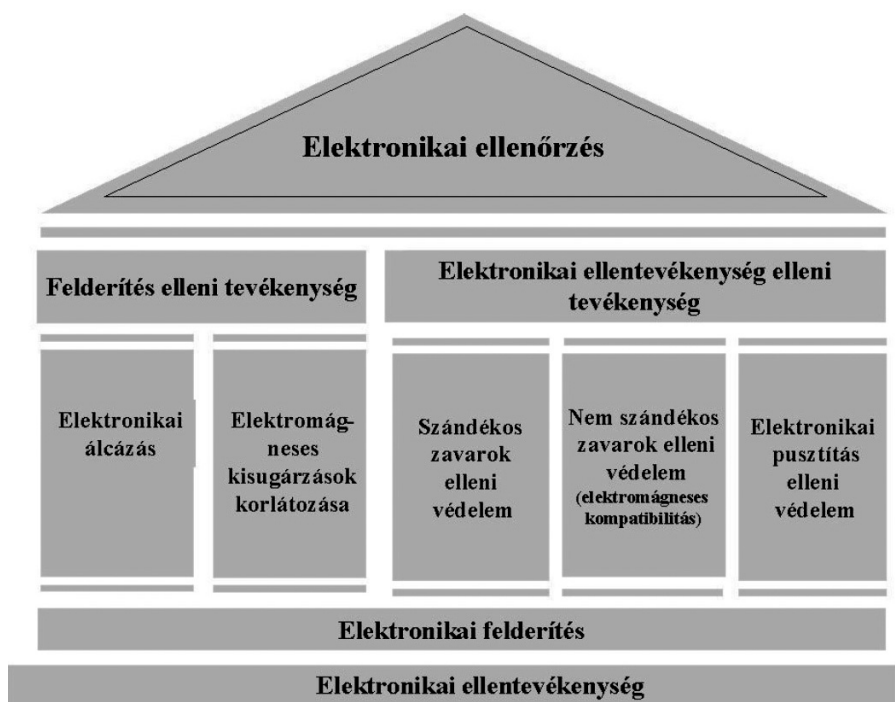 Elektronikai ellenőrzés
Felderítés elleni tevékenység
Elektronikai ellentevékenység elleni
tevékenység
Elektronikai
álcázás
Elektromág-
neses
kisugárzások
korlátozása
Szándékos
zavarok
elleni
védelem
Nem szándékos
zavarok elleni
védelem
(elektromágneses
kompatibilitás)
Elektronikai
pusztítás
elleni
védelem
Elektronikai felderítés
Elektronikai ellentevékenység